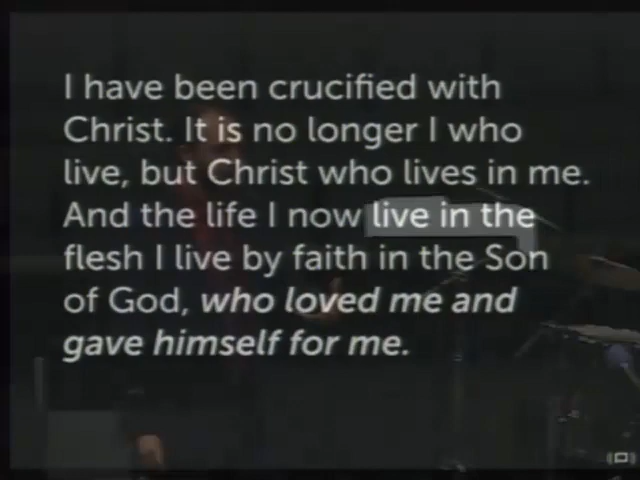 I have been crucified with
Christ. It is no longer I who
live, but Christ who lives in me.
And the life I now live in the
flesh I live by faith in the Son
of God, who loved me and
gave himself for me.